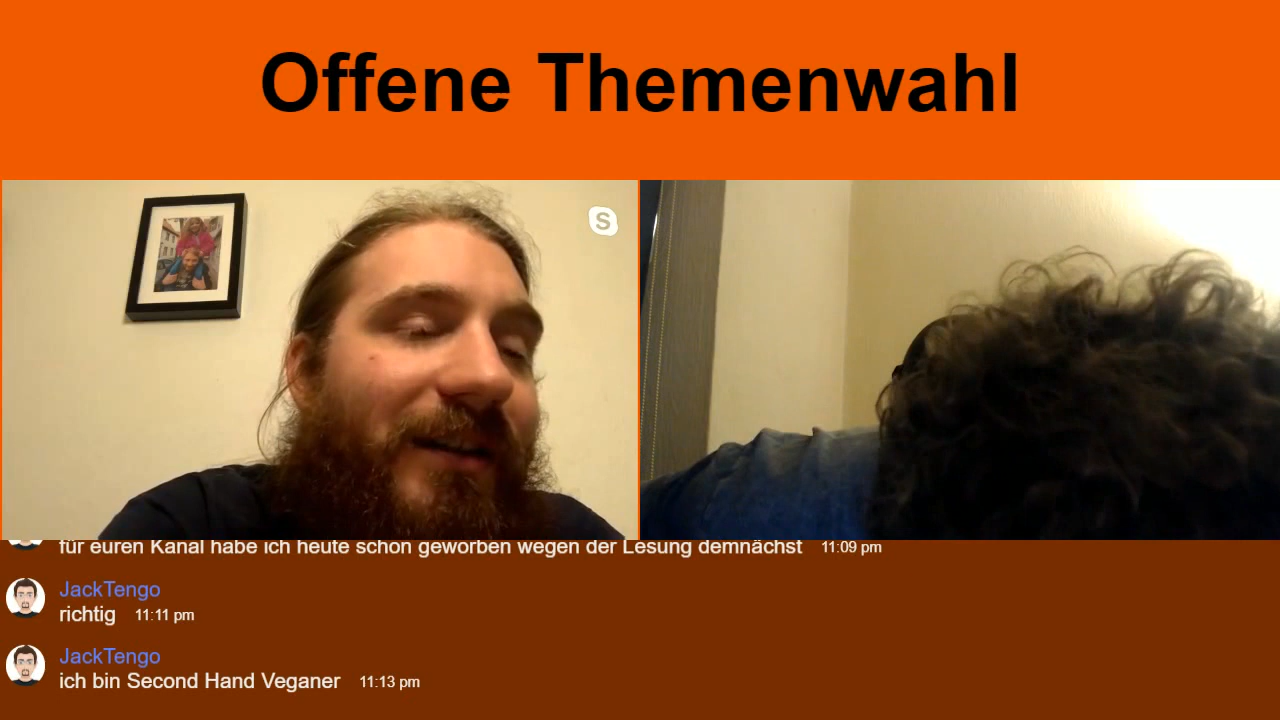 Offene Themenwahl
S
für euren Kanal habe ich heute schon geworben wegen der Lesung demnächst 11:09 pm
JackTengo
richtig 11:11 pm
JackTengo
ich bin Second Hand Veganer 11:13 pm